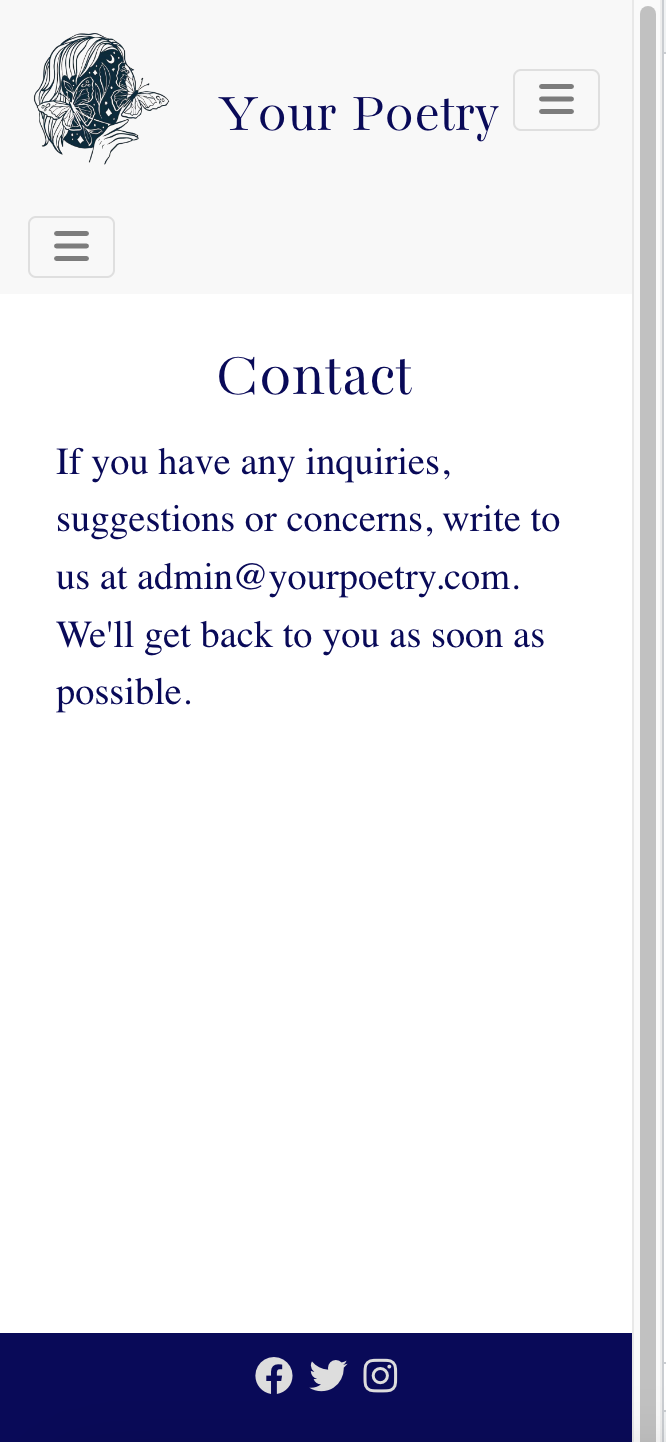 Your Poetry
Contact
If you have any inquiries,
suggestions or concerns, write to
us at admin@yourpoetry.com.
We'll get back to you as soon as
possible.